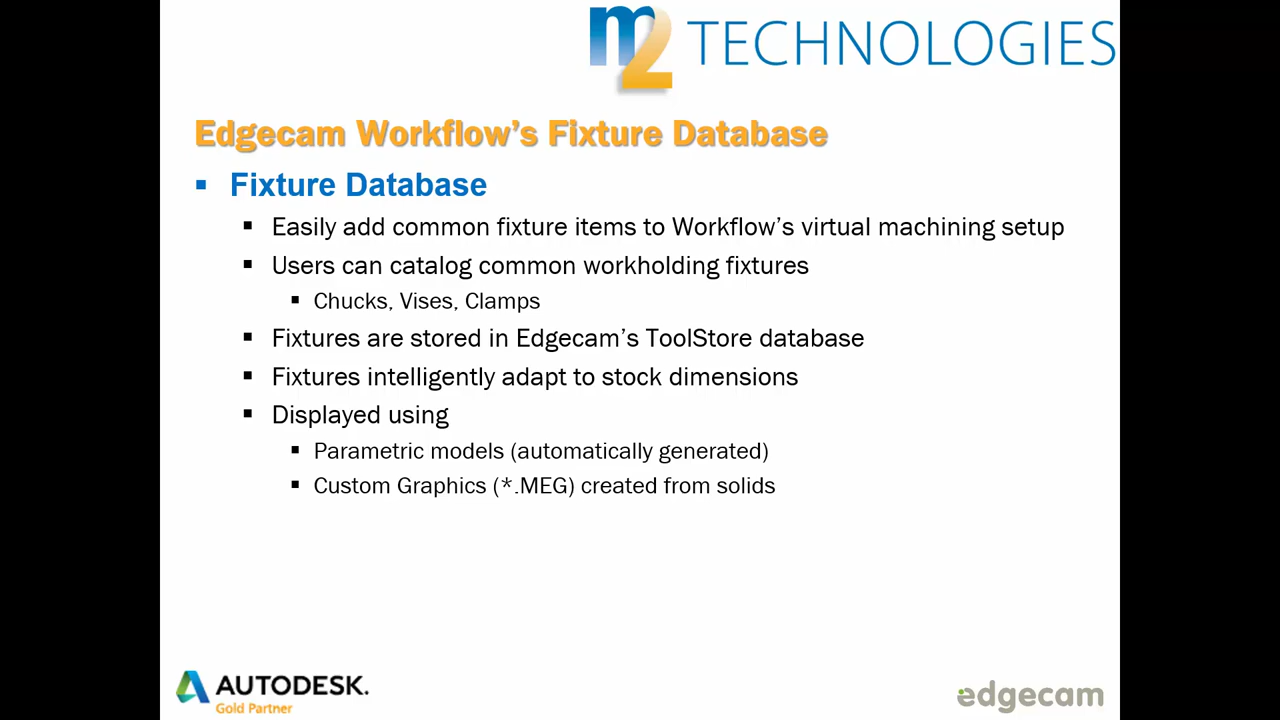 m2 TECHNOLOGIES
Edgecam Workflow's Fixture Database
▪ Fixture Database
▪ Easily add common fixture items to Workflow's virtual machining setup
▪ Users can catalog common workholding fixtures
▪ Chucks, Vises, Clamps
▪ Fixtures are stored in Edgecam's ToolStore database
▪ Fixtures intelligently adapt to stock dimensions
▪ Displayed using
▪ Parametric models (automatically generated)
▪ Custom Graphics (*.MEG) created from solids
AUTODESK.
Gold Partner
edgecam